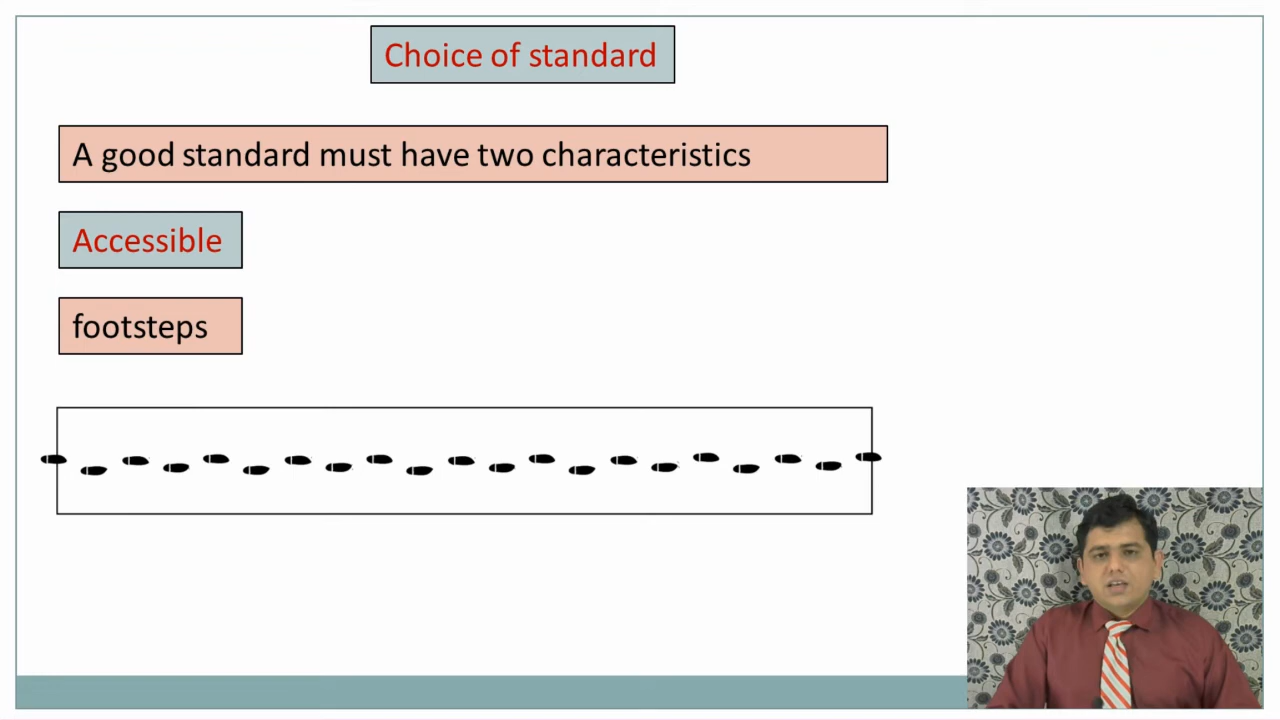 Choice of standard
A good standard must have two characteristics
Accessible
footsteps